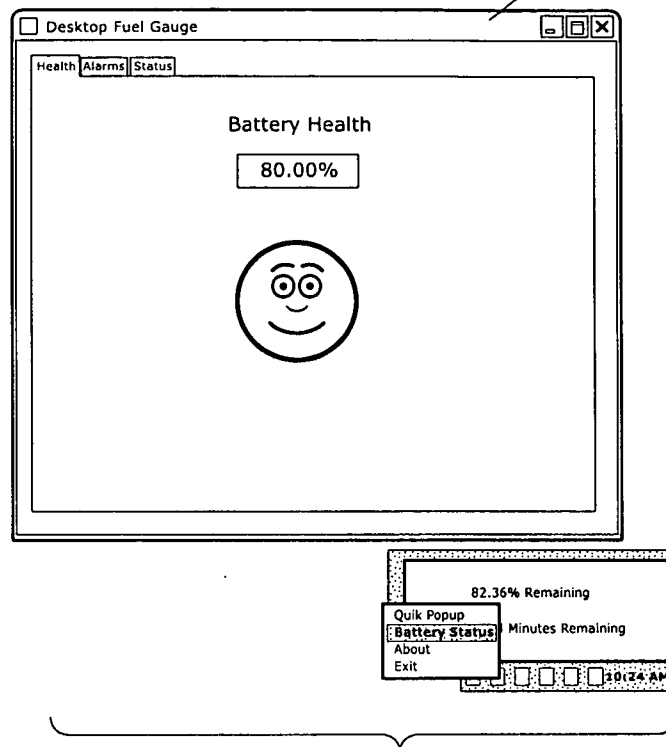 Desktop Fuel Gauge
Health Alarms Status
Battery Health
80.00%
82.36% Remaining
Minutes Remaining
Quik Popup
Battery Status
About
Exit
10:24 AM